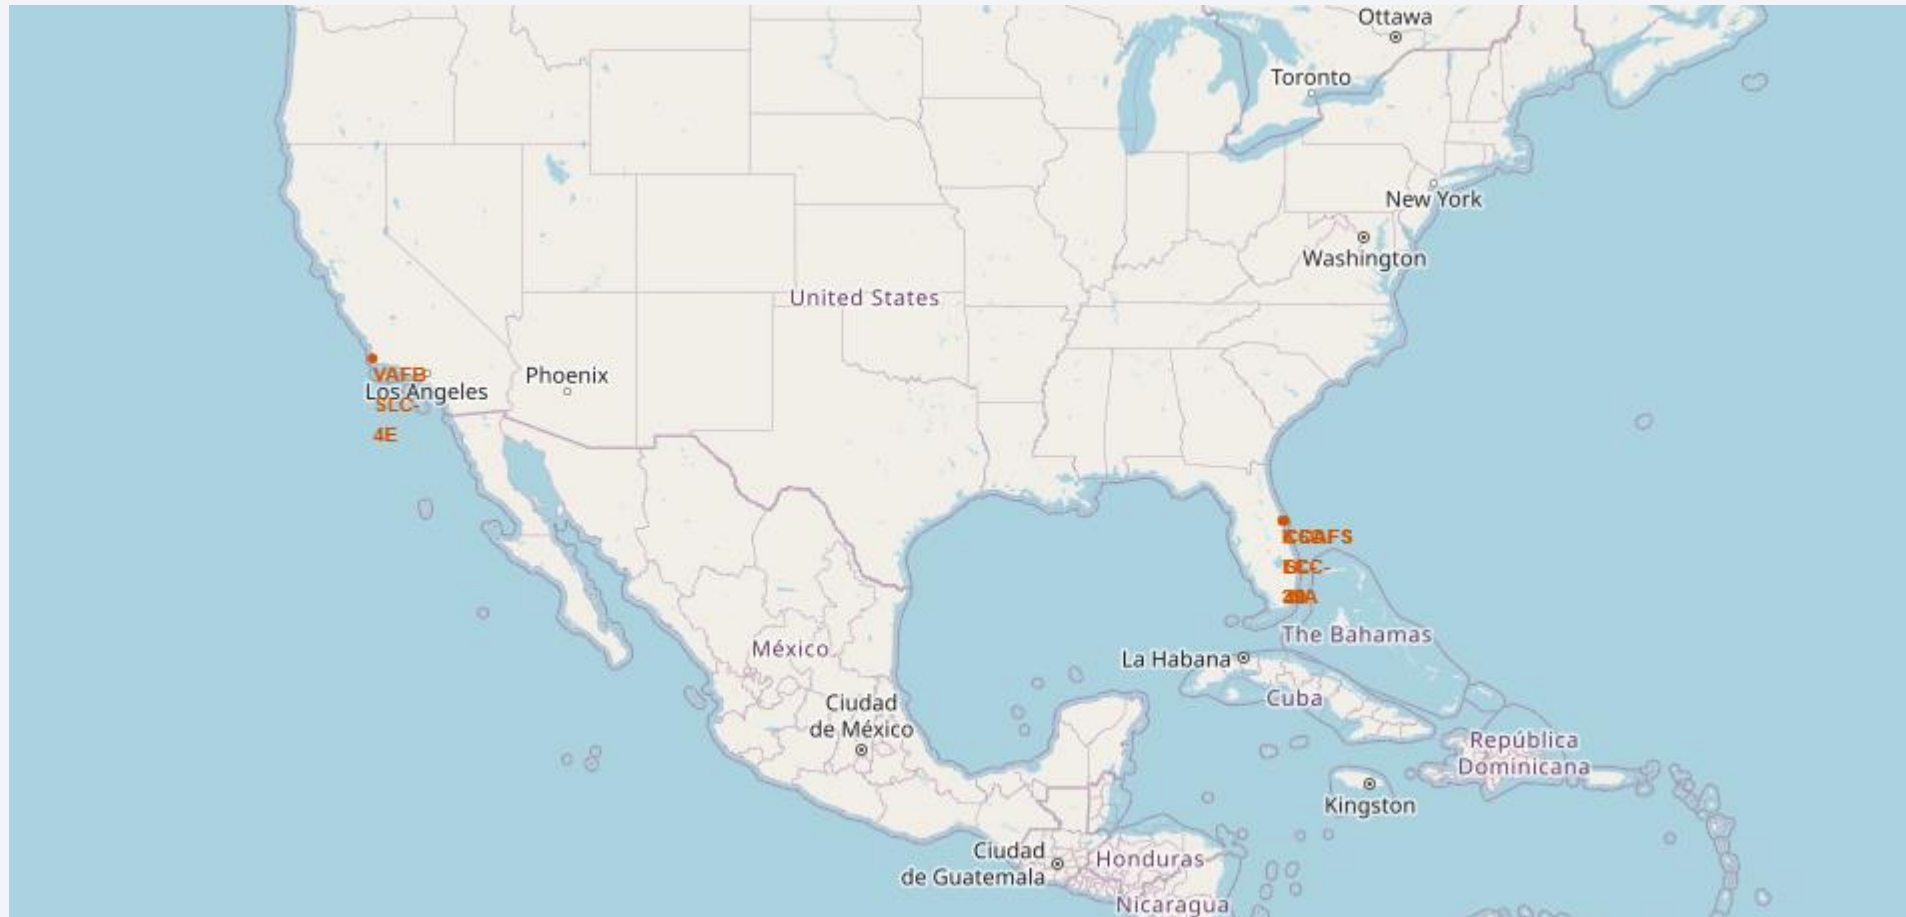 Ottawa
Toronto
New York
Washington
United States
VAFB
Los Angeles
SLC-
4E
Phoenix
México
Ciudad
de México
La Habana
The Bahamas
Cuba
República
Dominicana
Kingston
Ciudad
de Guatemala
Honduras
Nicaragua